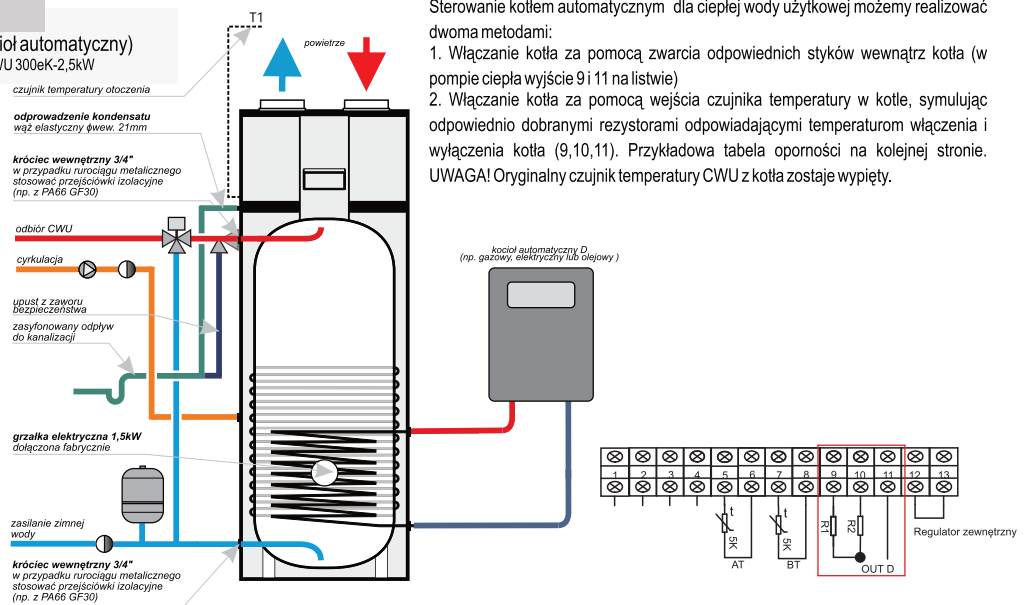 Sterowanie kotłem automatycznym dla ciepłej wody użytkowej możemy realizować
dwoma metodami:
1. Włączanie kotła za pomocą zwarcia odpowiednich styków wewnątrz kotła (w
pompie ciepła wyjście 9 i 11 na listwie)
2. Włączanie kotła za pomocą wejścia czujnika temperatury w kotle, symulując
odpowiednio dobranymi rezystorami odpowiadającymi temperaturom włączenia i
wyłączenia kotła (9,10,11). Przykładowa tabela oporności na kolejnej stronie.
UWAGA! Oryginalny czujnik temperatury CWU z kotła zostaje wypięty.
T1
powietrze
automatyczny)
300eK-2,5kW
czujnik temperatury otoczenia
odprowadzenie kondensatu
wąż elastyczny ɸwew. 21mm
króciec wewnętrzny 3/4"
w przypadku rurociągu metalicznego
stosować przejściówki izolacyjne
(np. z PA66 GF30)
odbiór CWU
cyrkulacja
upust z zaworu
bezpieczeństwa
zasyfonowany odpływ
do kanalizacji
grzałka elektryczna 1,5kW
dołączona fabrycznie
zasilanie zimnej
wody
króciec wewnętrzny 3/4"
w przypadku rurociągu metalicznego
stosować przejściówki izolacyjne
(np. z PA66 GF30)
kocioł automatyczny D
(np. gazowy, elektryczny lub olejowy )
1 2 3 4 5 6 7 8 9 10 11 12 13
t t
5K 5K R1 R2
Regulator zewnętrzny
AT BT OUT D